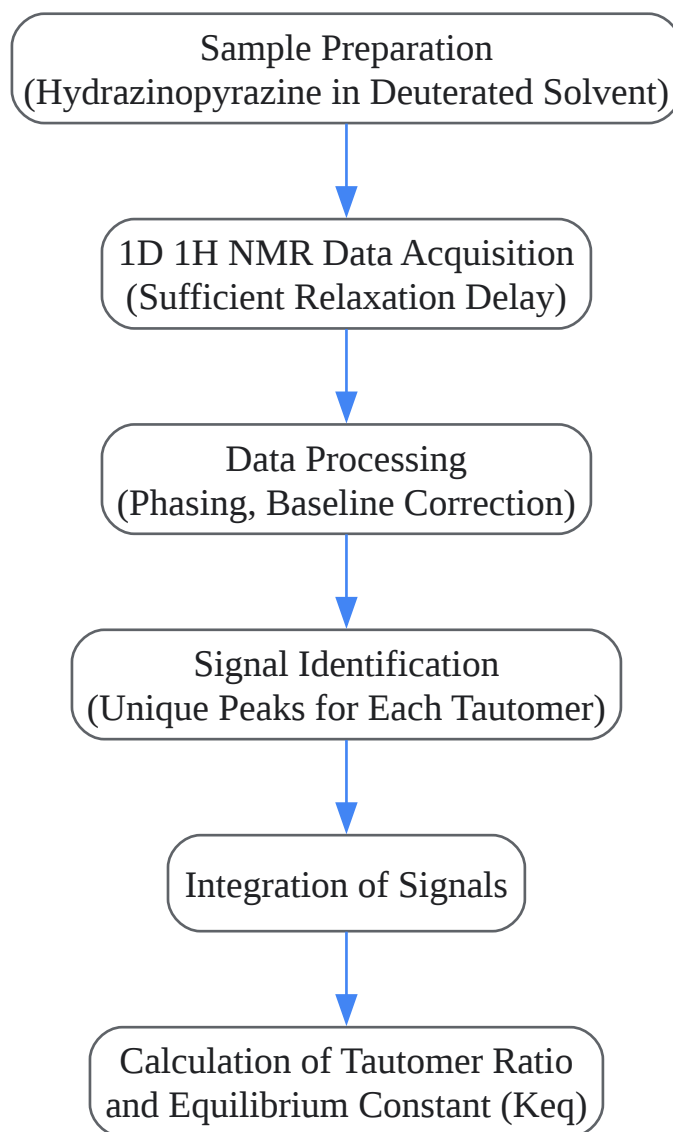 Sample Preparation
(Hydrazinopyrazine in Deuterated Solvent)
1D 1H NMR Data Acquisition
(Sufficient Relaxation Delay)
Data Processing
(Phasing, Baseline Correction)
Signal Identification
(Unique Peaks for Each Tautomer)
Integration of Signals
Calculation of Tautomer Ratio
and Equilibrium Constant (Keq)